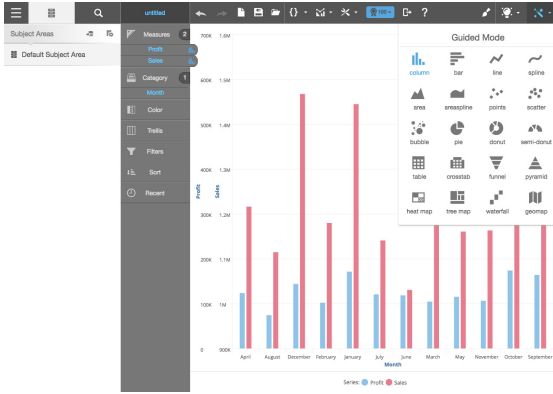 untitled
100
?
Subject Areas
Default Subject Area
Measures 2
Profit
Sales
Category 1
Month
Color
Trellis
Filters
Sort
Recent
Guided Mode
column bar line spline
area areaspline points scatter
bubble pie donut semi-donut
table crosstab funnel pyramid
heat map tree map waterfall geomap
700K 1.6M
600K 1.5M
500K 1.4M
400K 1.3M
300K 1.2M
200K 1.1M
100K 1M
0 900K
Profit
Sales
April August December February January July June March May November October September
Month
Series: Profit Sales